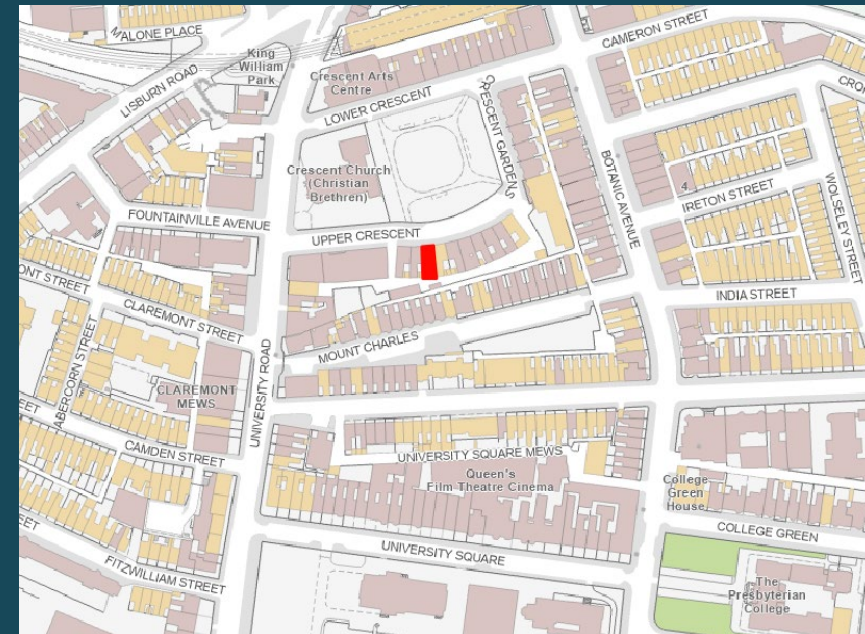 MALONE PLACE
King
William
Park
LISBURN ROAD
Crescent Arts
Centre
LOWER CRESCENT
CAMERON STREET
CRESCENT GARDENS
Crescent Church
(Christian
Brethren)
BOTANIC AVENUE
4
IRETON STREET
WOLSELEY STREET
FOUNTAINVILLE AVENUE
UPPER CRESCENT
INDIA STREET
ONT STREET
CLAREMONT STREET
MOUNT CHARLES
ABERCORN STREET
CLAREMONT
MEWS
UNIVERSITY ROAD
CAMDEN STREET
UNIVERSITY SQUARE MEWS
Queen's
Film Theatre Cinema
College
Green
House
COLLEGE GREEN
UNIVERSITY SQUARE
FITZWILLIAM STREET
The
Presbyterian
College